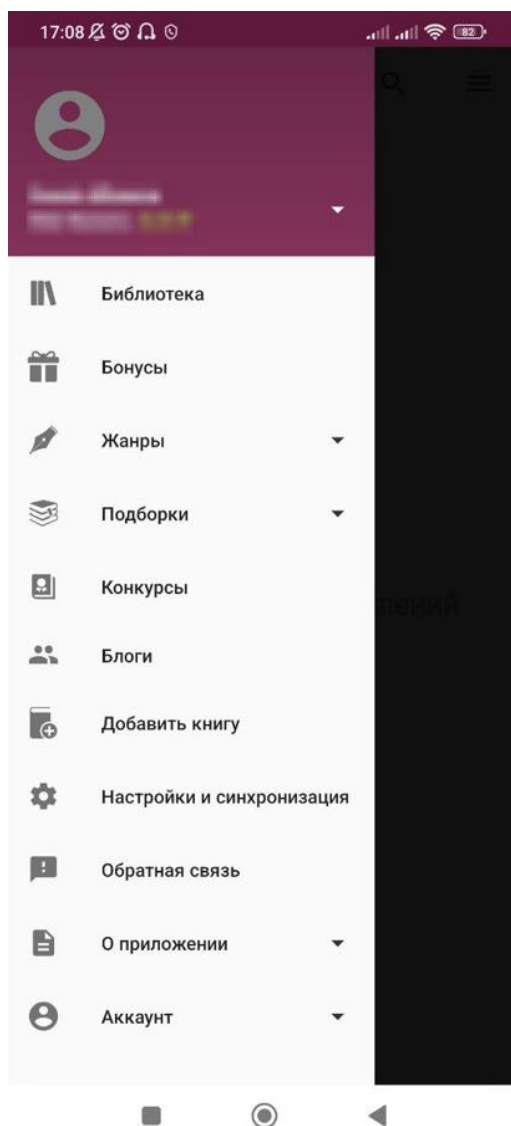 17:08
82
Библиотека
Бонусы
Жанры
Подборки
Конкурсы
Блоги
Добавить книгу
Настройки и синхронизация
Обратная связь
О приложении
Аккаунт